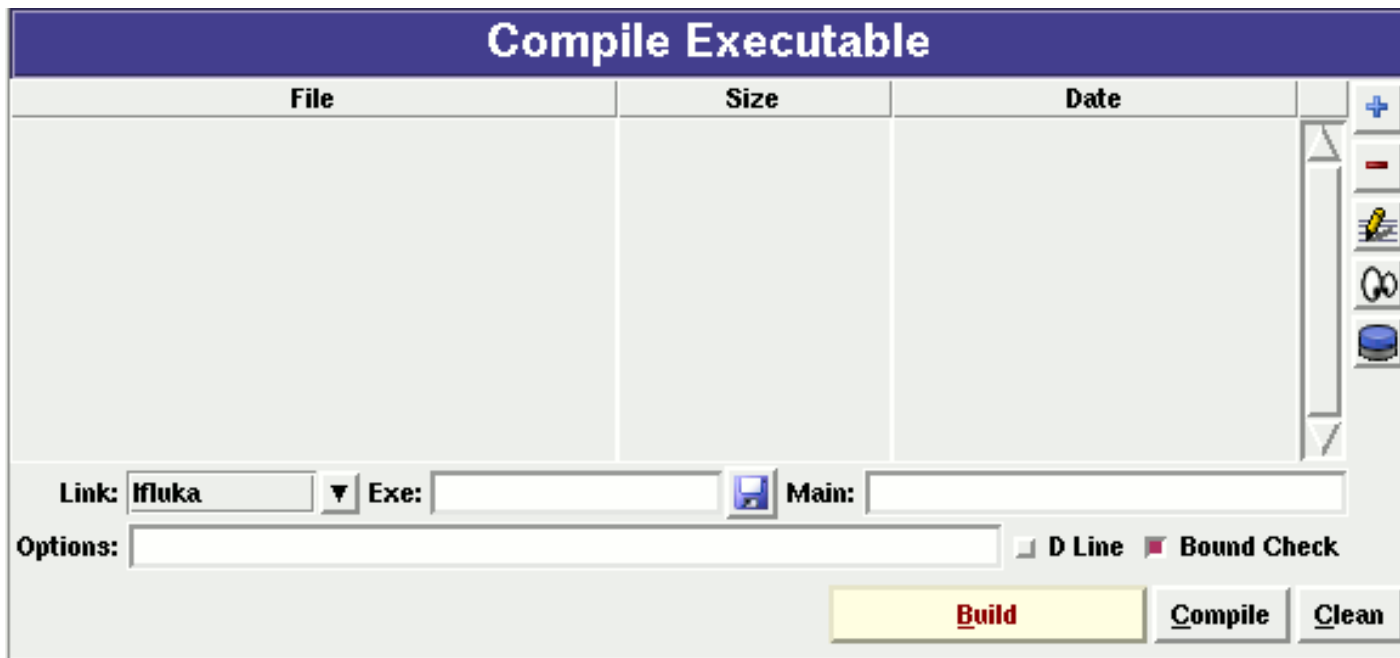 Compile Executable
File Size Date
Link: lfluka Exe: Main:
Options: D Line Bound Check
Build Compile Clean